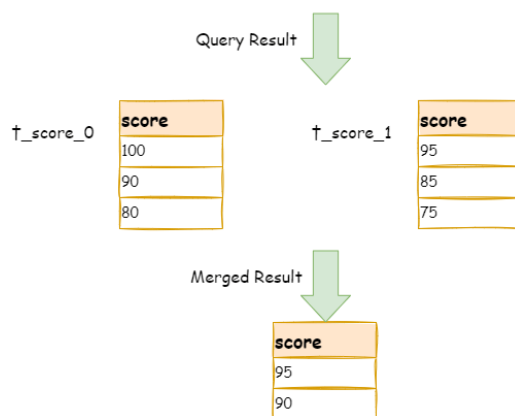 Query Result
t_score_0
score
100
90
80
t_score_1
score
95
85
75
Merged Result
score
95
90